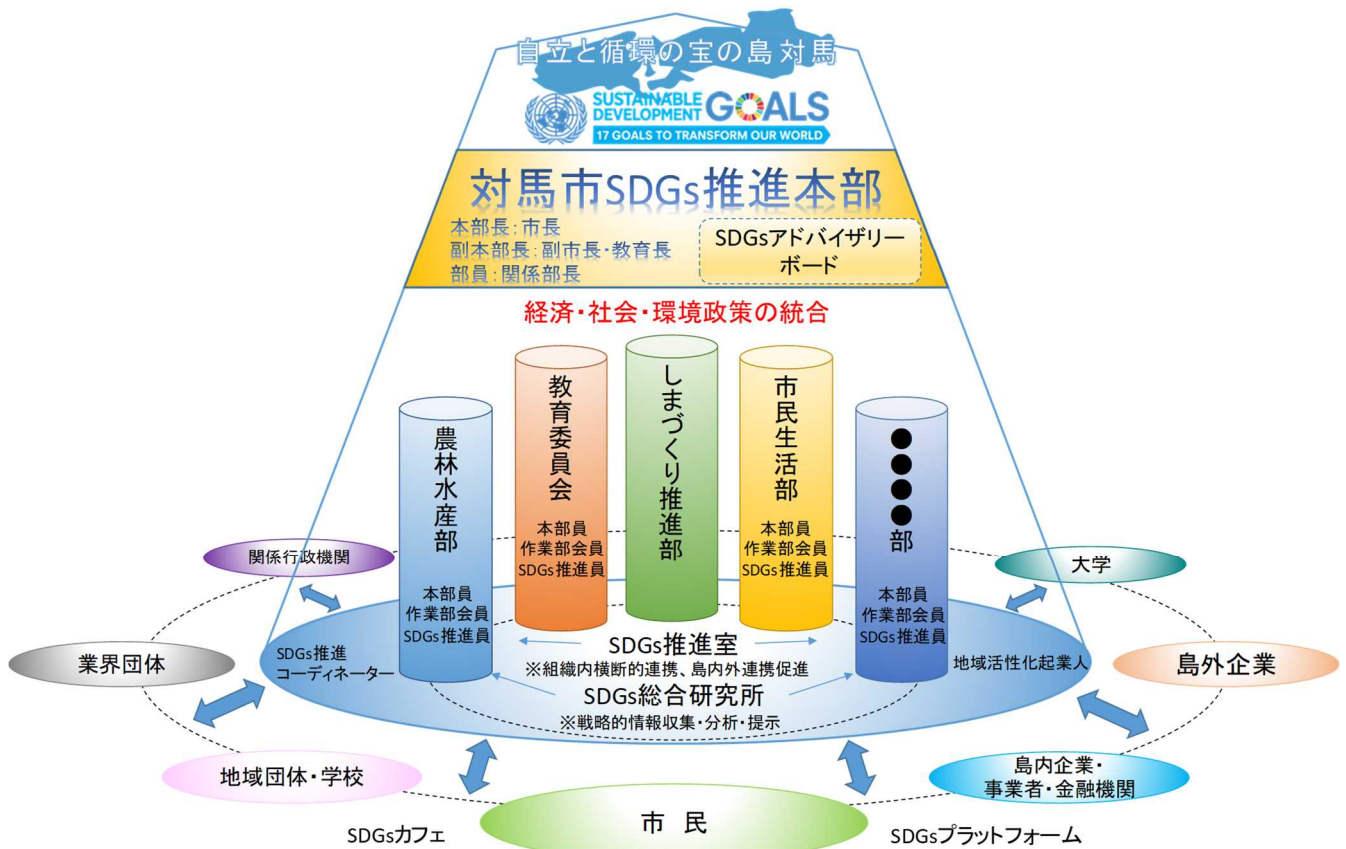 自立と循環の宝の島対馬
SUSTAINABLE
DEVELOPMENT
GOALS
17 GOALS TO TRANSFORM OUR WORLD
対馬市SDGs推進本部
本部長:市長
副本部長:副市長・教育長
部員:関係部長
SDGsアドバイザリー
ボード
経済・社会・環境政策の統合
農林水産部
本部員
作業部会員
SDGs推進員
教育委員会
本部員
作業部会員
SDGs推進員
しまづくり推進部
市民生活部
本部員
作業部会員
SDGs推進員
●●●●部
本部員
作業部会員
SDGs推進員
関係行政機関
大学
業界団体
SDGs推進
コーディネーター
SDGs推進室
※組織内横断的連携、島内外連携促進
SDGs総合研究所
※戦略的情報収集・分析・提示
地域活性化起業人
島外企業
地域団体・学校
島内企業・
事業者・金融機関
市 民
SDGsカフェ
SDGsプラットフォーム